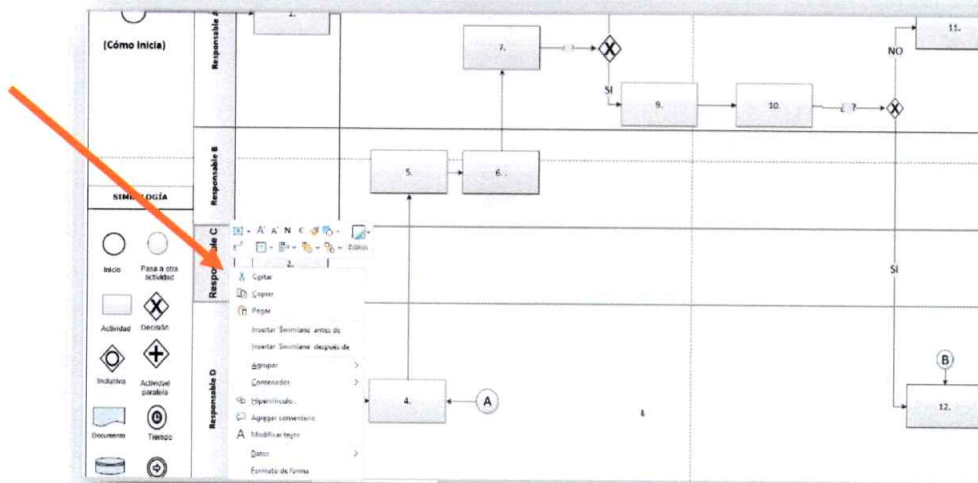 (Cómo Inicia)
Responsable A
1.
7.
¿ ?
X
SI
9.
10.
¿ ?
X
NO
11.
SI
Responsable B
5.
6.
SIMBOLOGÍA
Inicio
Pasa a otra actividad
Actividad
Decisión
Inclutiva
Actividad paralela
Documento
Tiempo
Responsable C
A A N K
Estilos
2.
Cortar
Copiar
Pegar
Insertar 'Swimlane' antes de
Insertar 'Swimlane' después de
Agrupar
Contenedor
Hipervínculo...
Agregar comentario
Modificar texto
Datos
Formato de forma
Responsable D
4.
A
B
12.